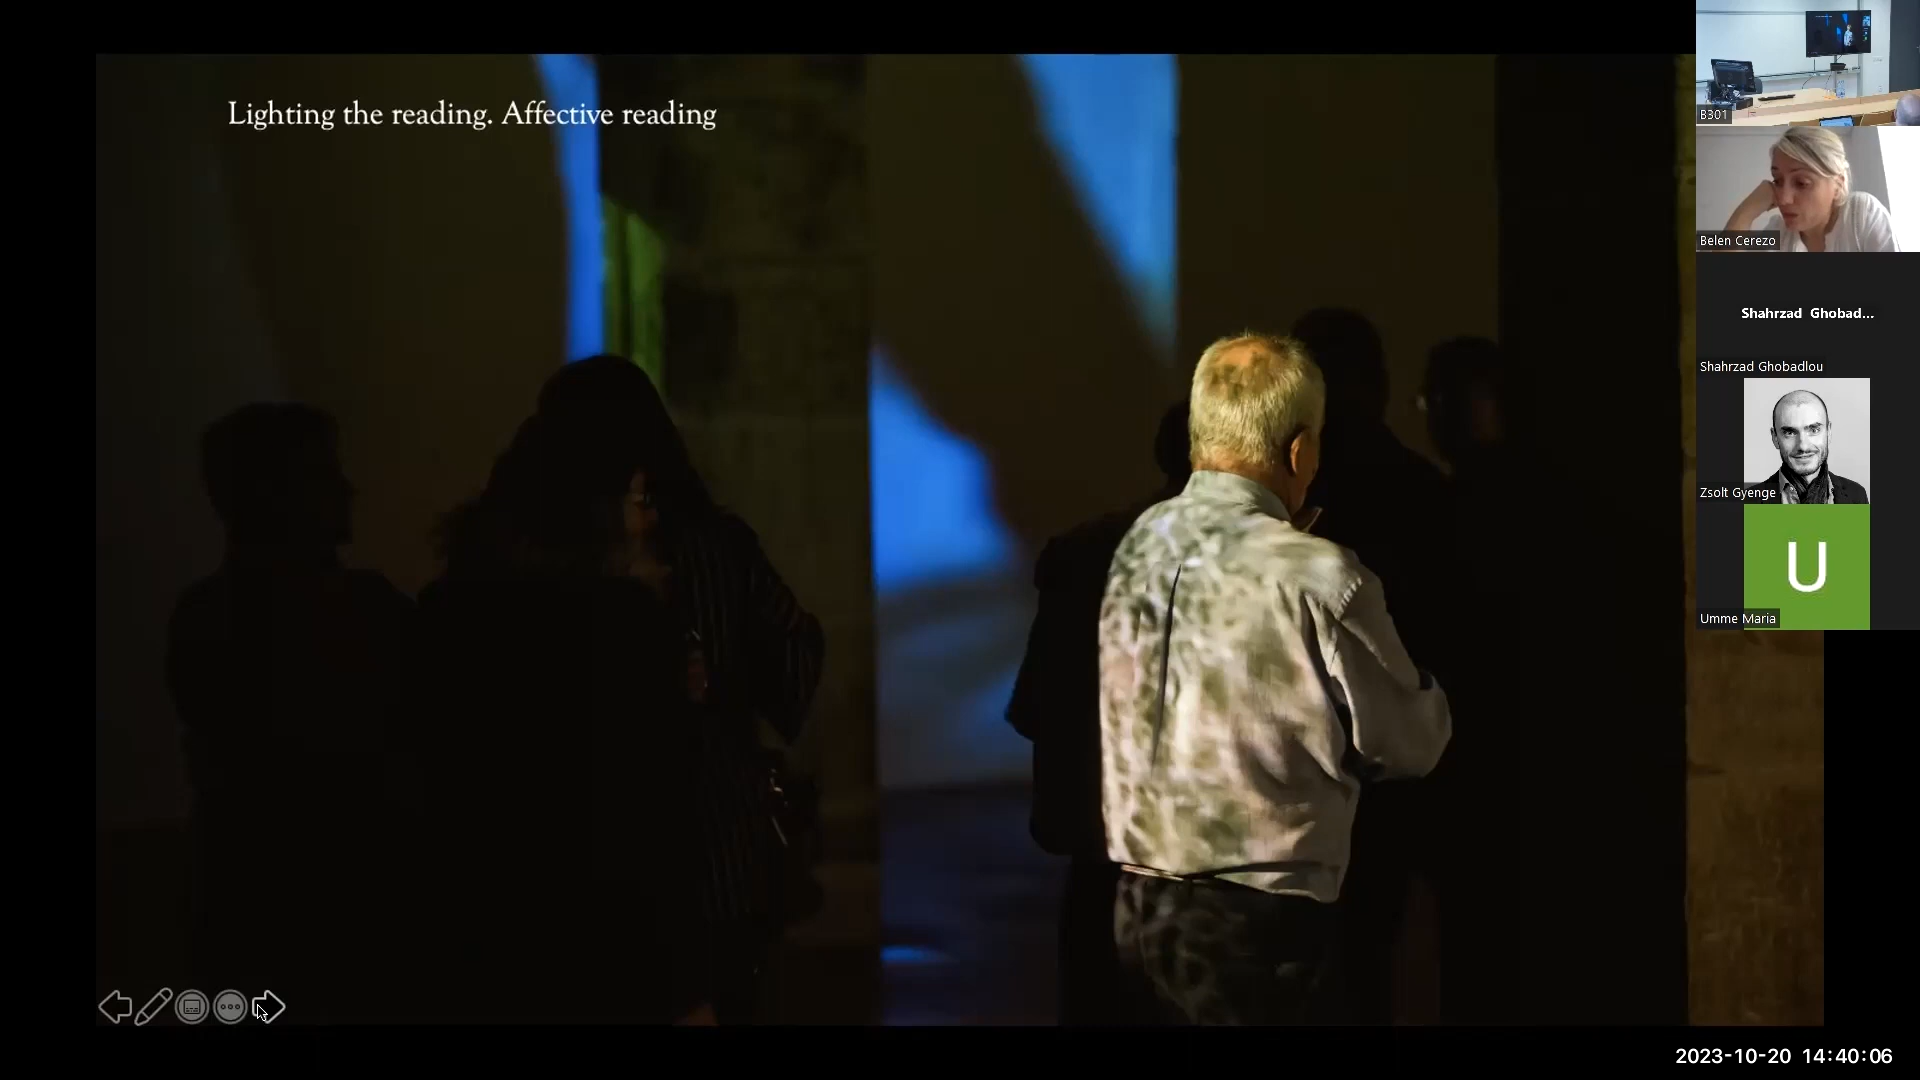 Lighting the reading. Affective reading
B301
Belen Cerezo
Shahrzad Ghobad...
Shahrzad Ghobadlou
Zsolt Gyenge
U
Umme Maria
2023-10-20 14:40:06